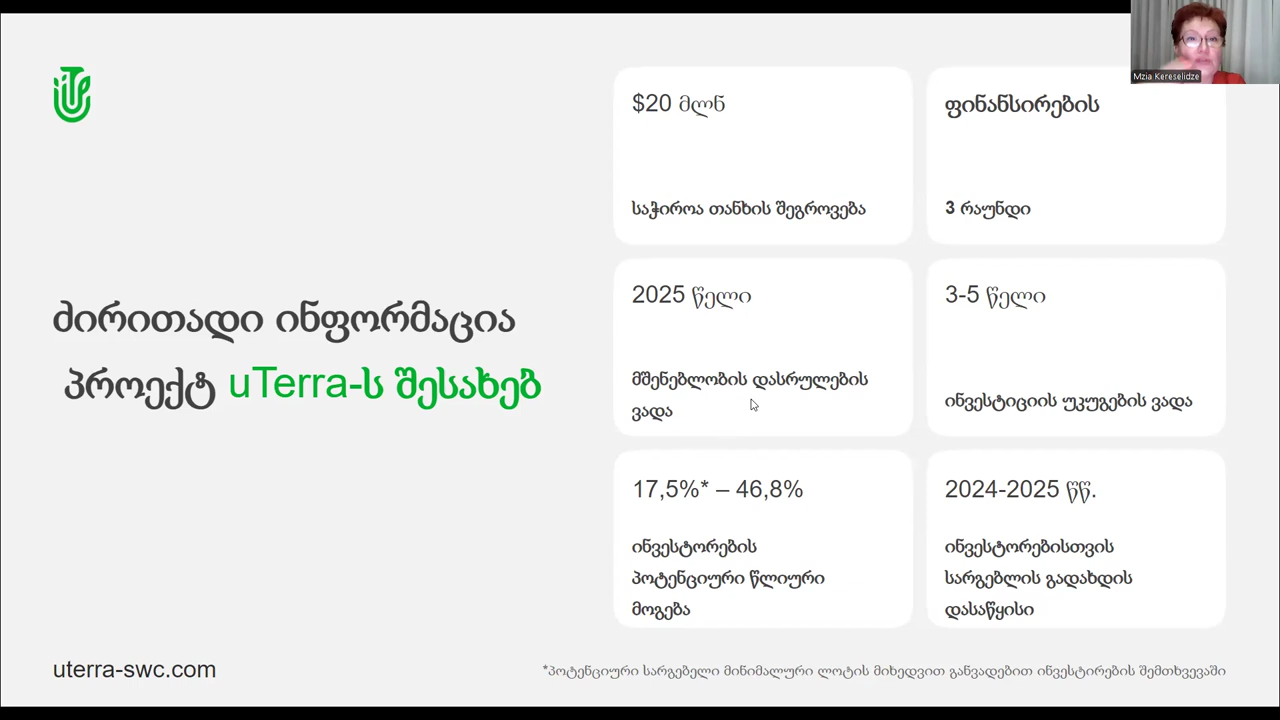 Mzia Kereselidze
ძირითადი ინფორმაცია
პროექტ uTerra-ს შესახებ
$20 მლნ
საჭიროა თანხის შეგროვება
ფინანსირების
3 რაუნდი
2025 წელი
მშენებლობის დასრულების
ვადა
3-5 წელი
ინვესტიციის უკუგების ვადა
17,5%* – 46,8%
ინვესტორების
პოტენციური წლიური
მოგება
2024-2025 წწ.
ინვესტორებისთვის
სარგებლის გადახდის
დასაწყისი
uterra-swc.com
*პოტენციური სარგებელი მინიმალური ლოტის მიხედვით განვადებით ინვესტირების შემთხვევაში